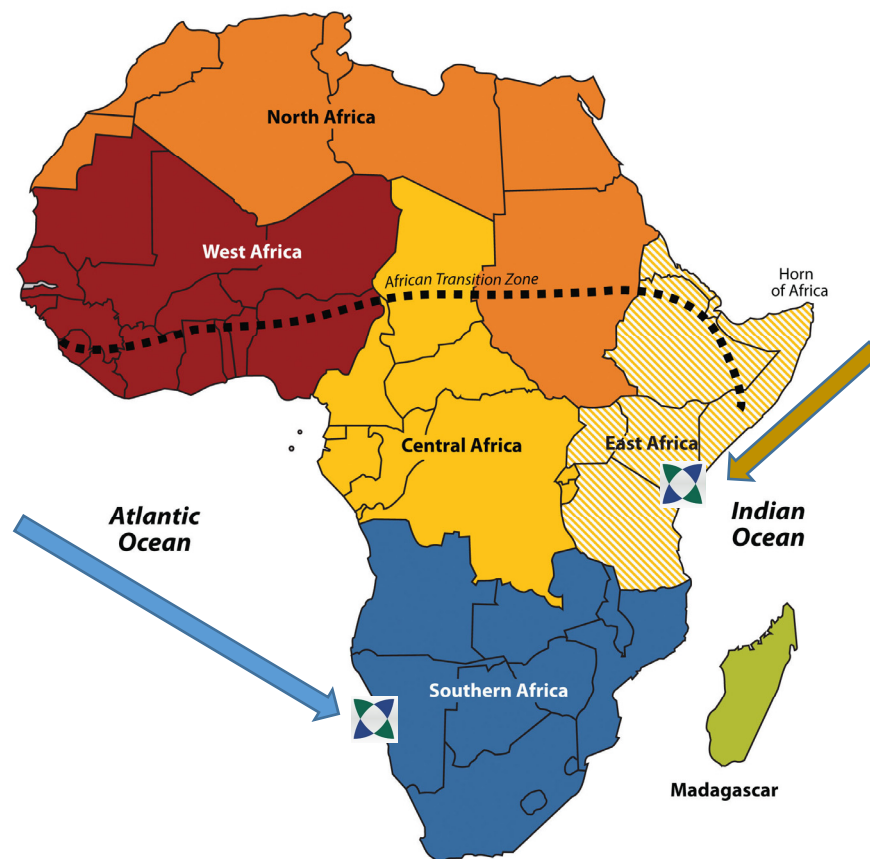 North Africa
West Africa
African Transition Zone
Horn
of Africa
Central Africa
East Africa
Atlantic
Ocean
Indian
Ocean
Southern Africa
Madagascar